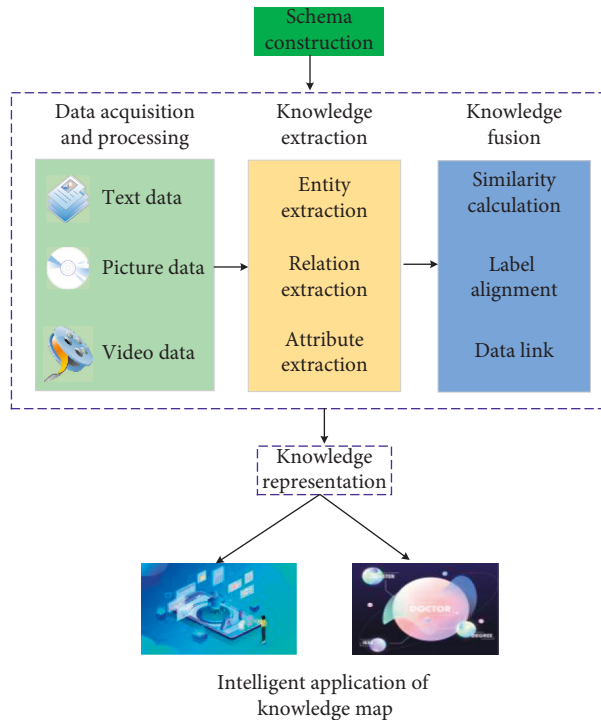 Schema
construction
Data acquisition
and processing
Text data
Picture data
Video data
Knowledge
extraction
Entity
extraction
Relation
extraction
Attribute
extraction
Knowledge
fusion
Similarity
calculation
Label
alignment
Data link
Knowledge
representation
DOCTOR
DEGREE
Intelligent application of
knowledge map